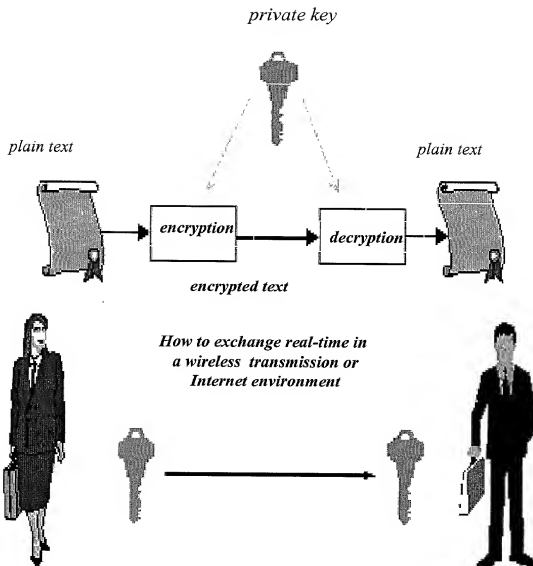 private key
plain text
plain text
encryption
decryption
encrypted text
How to exchange real-time in
a wireless transmission or
Internet environment